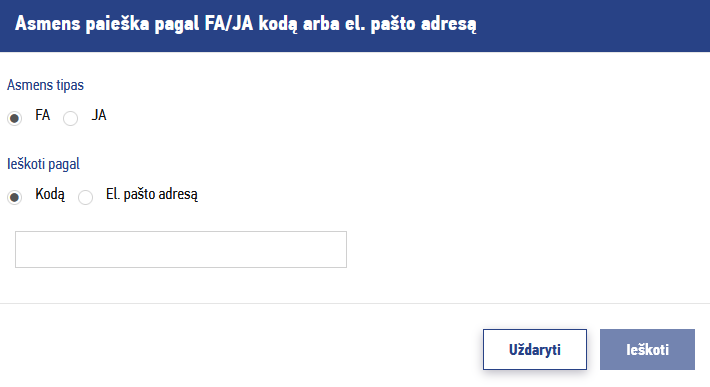 Asmens paieška pagal FA/JA kodą arba el. pašto adresą
Asmens tipas
FA JA
Ieškoti pagal
Kodą El. pašto adresą
Uždaryti Ieškoti